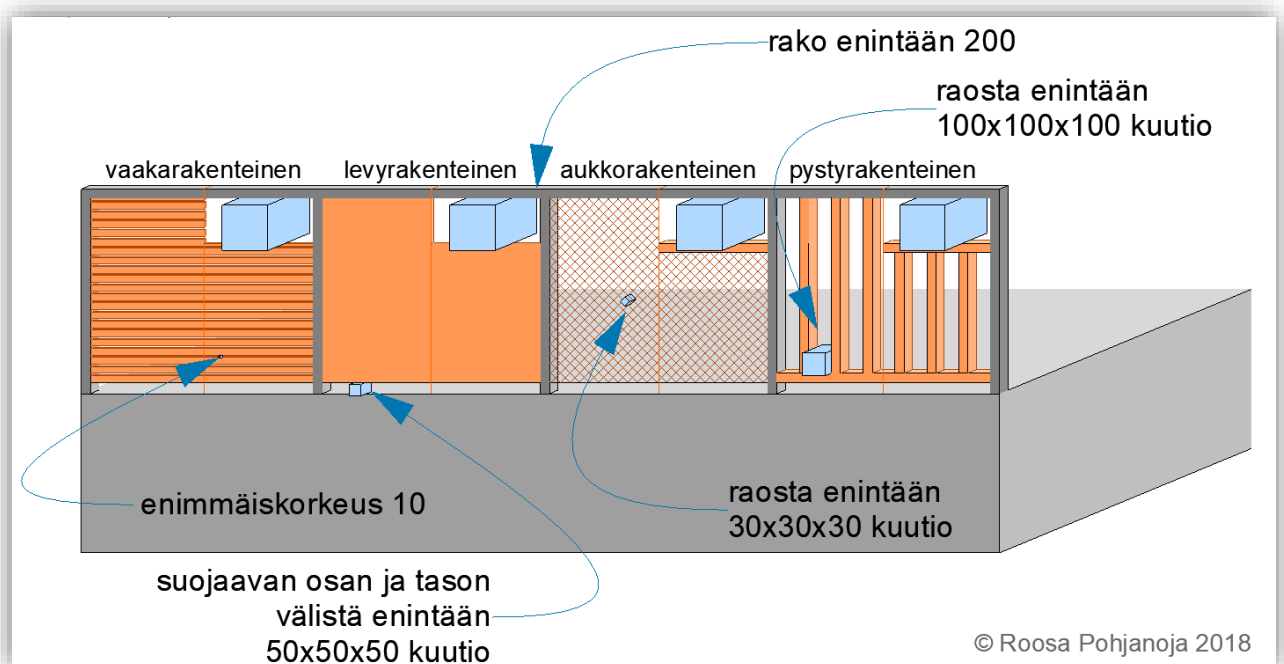 rako enintään 200
raosta enintään
100x100x100 kuutio
vaakarakenteinen
levyrakenteinen
aukkorakenteinen
pystyrakenteinen
enimmäiskorkeus 10
raosta enintään
30x30x30 kuutio
suojaavan osan ja tason
välistä enintään
50x50x50 kuutio
© Roosa Pohjanoja 2018